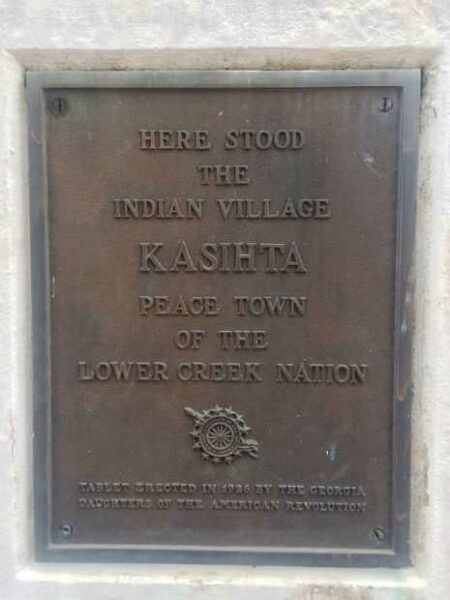 HERE STOOD
THE
INDIAN VILLAGE
KASIHTA
PEACE TOWN
OF THE
LOWER CREEK NATION
TABLET ERECTED IN 1926 BY THE GEORGIA
DAUGHTERS OF THE AMERICAN REVOLUTION